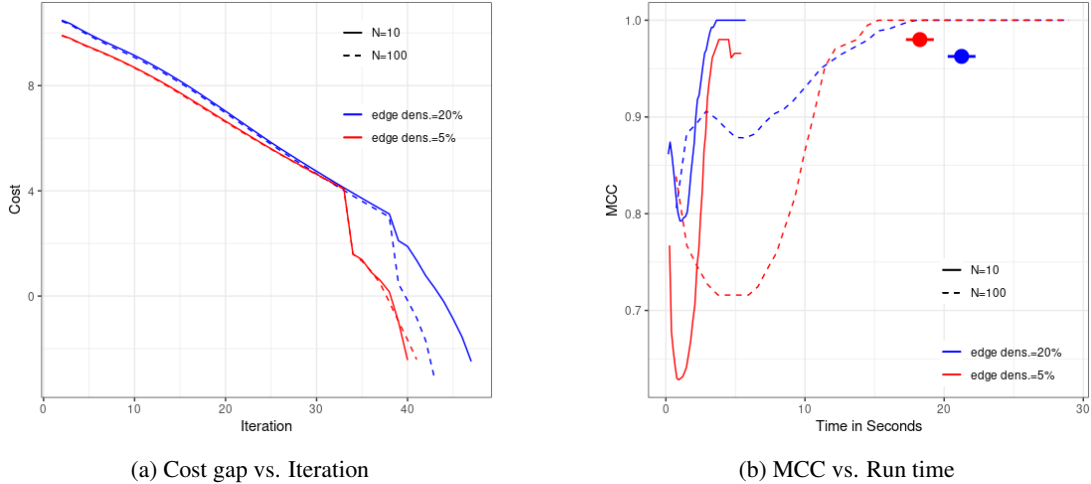 Cost
8
4
0
0
10
20
30
40
Iteration
N=10
N=100
edge dens.=20%
edge dens.=5%
(a) Cost gap vs. Iteration
MCC
1.0
0.9
0.8
0.7
0
10
20
30
Time in Seconds
N=10
N=100
edge dens.=20%
edge dens.=5%
(b) MCC vs. Run time